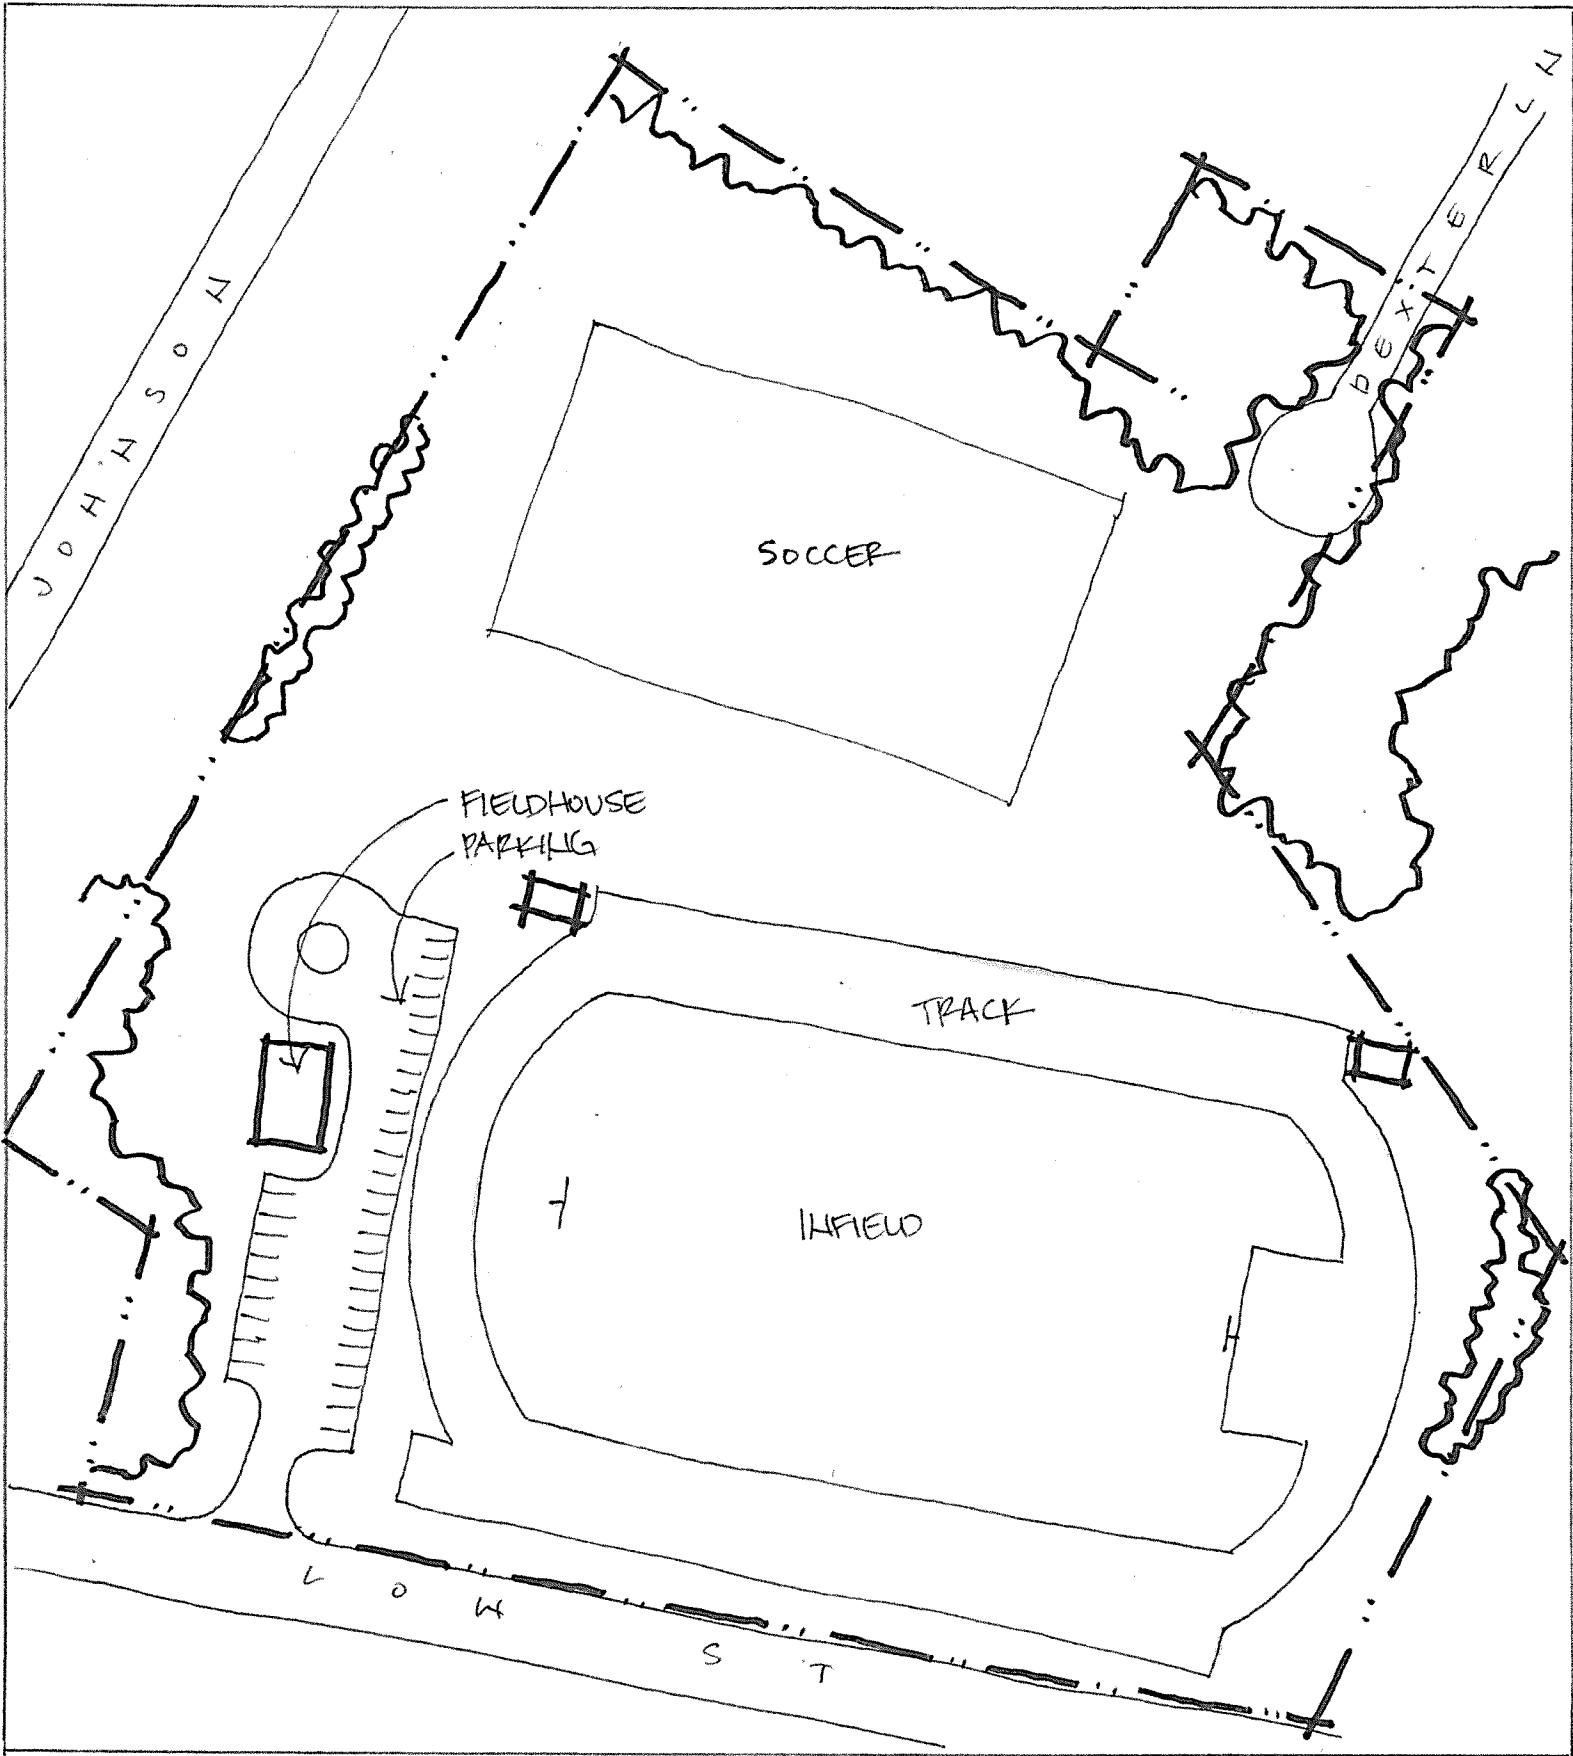 JOHNSON
DEXTER LN
SOCCER
FIELDHOUSE
PARKING
TRACK
INFIELD
LOW ST